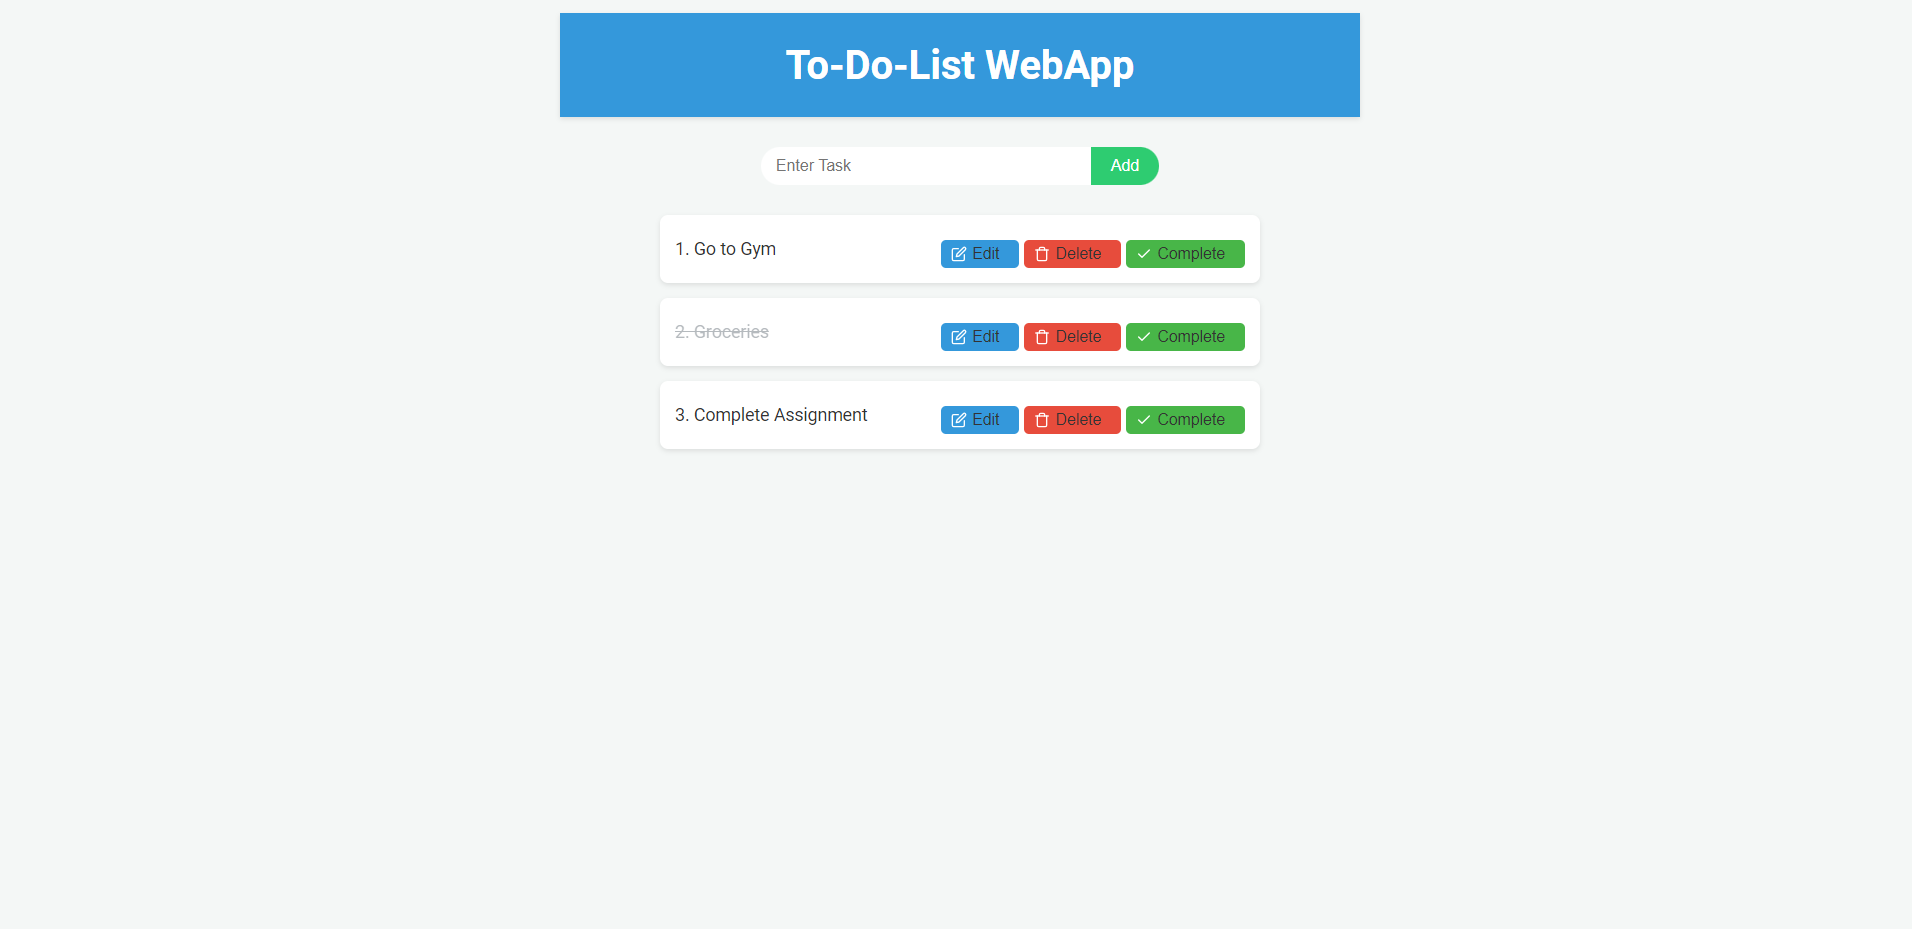 To-Do-List WebApp
Enter Task Add
1. Go to Gym Edit Delete Complete
2. Groceries Edit Delete Complete
3. Complete Assignment Edit Delete Complete